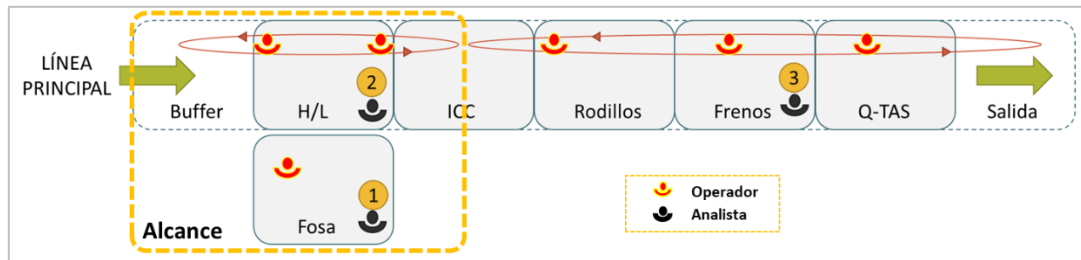 LÍNEA
PRINCIPAL
Buffer
2
H/L
ICC
Rodillos
3
Frenos
Q-TAS
Salida
1
Fosa
Alcance
Operador
Analista